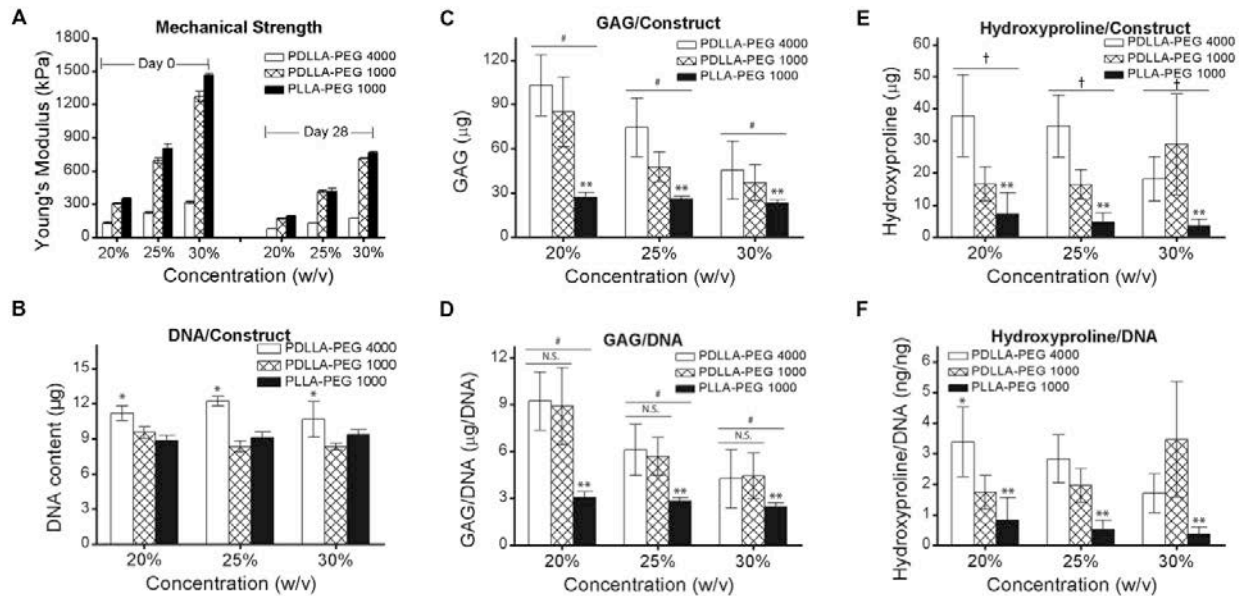 A
Mechanical Strength
Young's Modulus (kPa)
1800
1500
1200
900
600
300
0
Day 0
Day 28
PDLLA-PEG 4000
PDLLA-PEG 1000
PLLA-PEG 1000
20% 25% 30% 20% 25% 30%
Concentration (w/v)
B
DNA/Construct
DNA content (μg)
15
12
9
6
3
0
PDLLA-PEG 4000
PDLLA-PEG 1000
PLLA-PEG 1000
* * *
20% 25% 30%
Concentration (w/v)
C
GAG/Construct
GAG (μg)
120
90
60
30
0
PDLLA-PEG 4000
PDLLA-PEG 1000
PLLA-PEG 1000
# # #
** ** **
20% 25% 30%
Concentration (w/v)
D
GAG/DNA
GAG/DNA (μg/DNA)
12
9
6
3
0
PDLLA-PEG 4000
PDLLA-PEG 1000
PLLA-PEG 1000
# # #
N.S. N.S. N.S.
** ** **
20% 25% 30%
Concentration (w/v)
E
Hydroxyproline/Construct
Hydroxyproline (μg)
60
50
40
30
20
10
0
PDLLA-PEG 4000
PDLLA-PEG 1000
PLLA-PEG 1000
† † †
** ** **
20% 25% 30%
Concentration (w/v)
F
Hydroxyproline/DNA
Hydroxyproline/DNA (ng/ng)
6
5
4
3
2
1
0
PDLLA-PEG 4000
PDLLA-PEG 1000
PLLA-PEG 1000
*
** ** **
20% 25% 30%
Concentration (w/v)